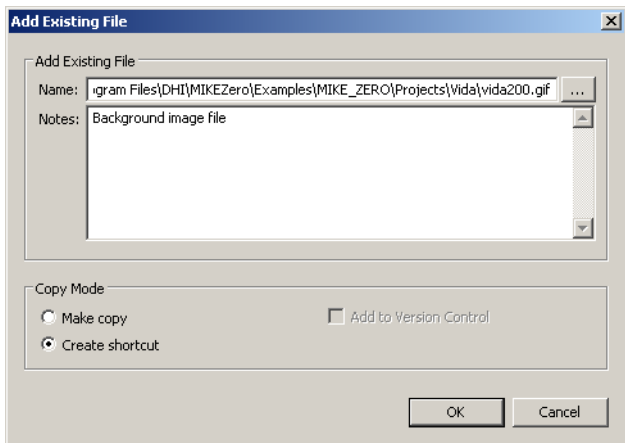 Add Existing File
Add Existing File
Name: gram Files\DHI\MIKEZero\Examples\MIKE_ZERO\Projects\Vida\vida200.gif ...
Notes: Background image file
Copy Mode
Make copy Add to Version Control
Create shortcut
OK Cancel